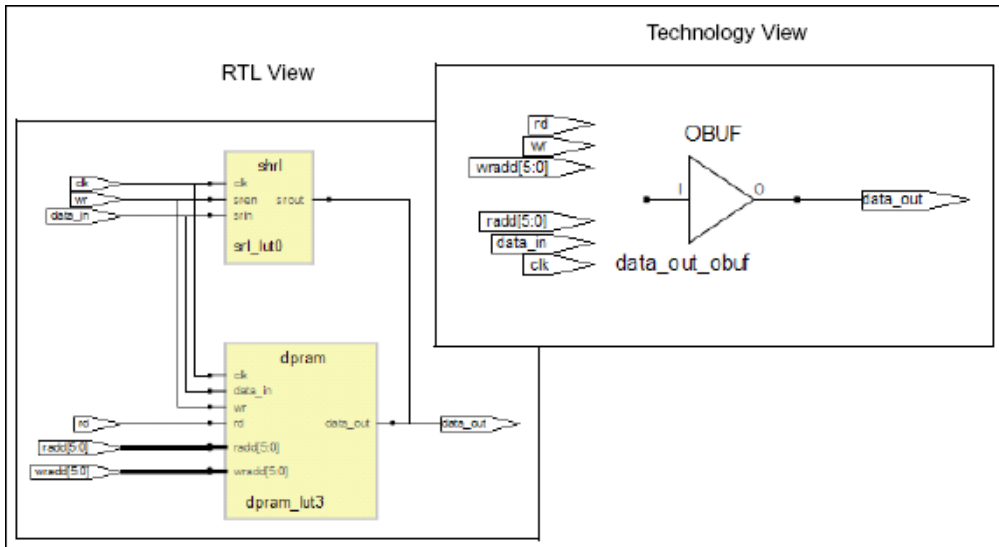 Technology View
RTL View
rd
wr
wradd[5:0]
OBUF
I
O
data_out
radd[5:0]
data_in
clk
data_out_obuf
shrl
clk
wr
data_in
clk
sren
srout
srin
srl_lut0
dpram
clk
data_in
wr
rd
rd
data_out
data_out
radd[5:0]
radd[5:0]
wradd[5:0]
wradd[5:0]
dpram_lut3